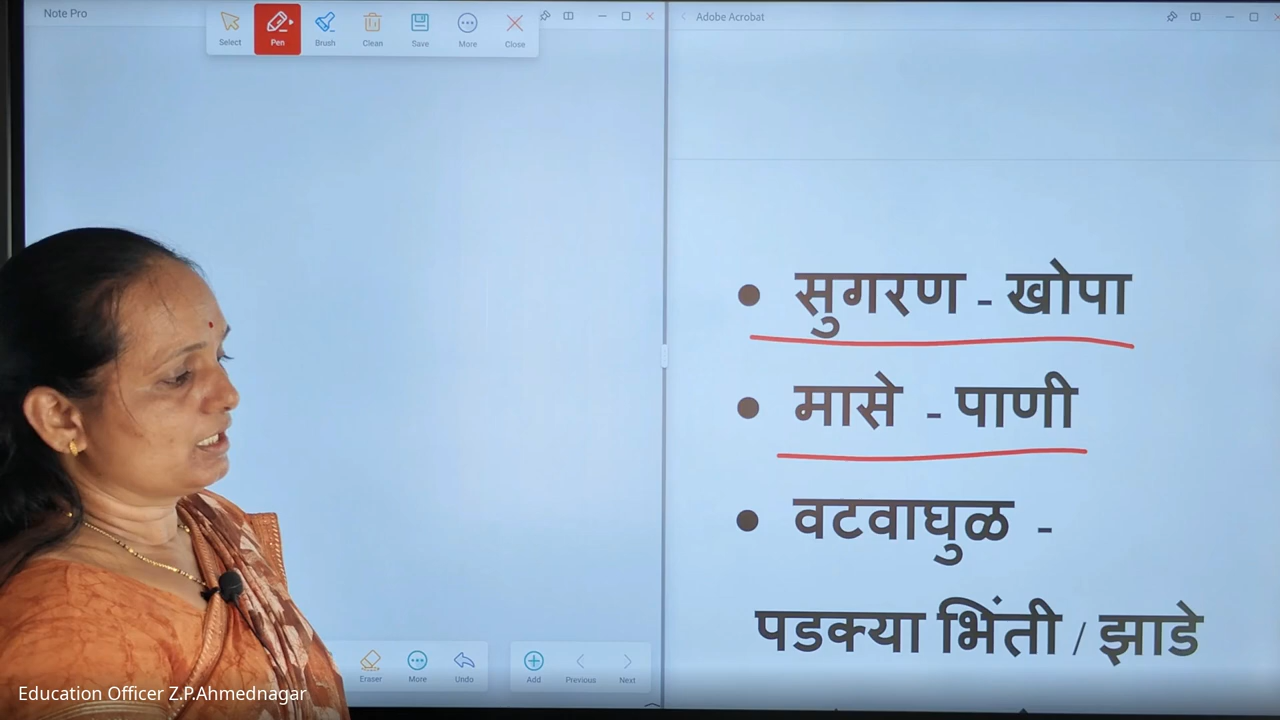 Note Pro
Select
Pen
Brush
Clean
Save
More
Close
Adobe Acrobat
• सुगरण - खोपा
• मासे - पाणी
• वटवाघुळ -
पडक्या भिंती / झाडे
Eraser
More
Undo
Add
Previous
Next
Education Officer Z.P.Ahmednagar